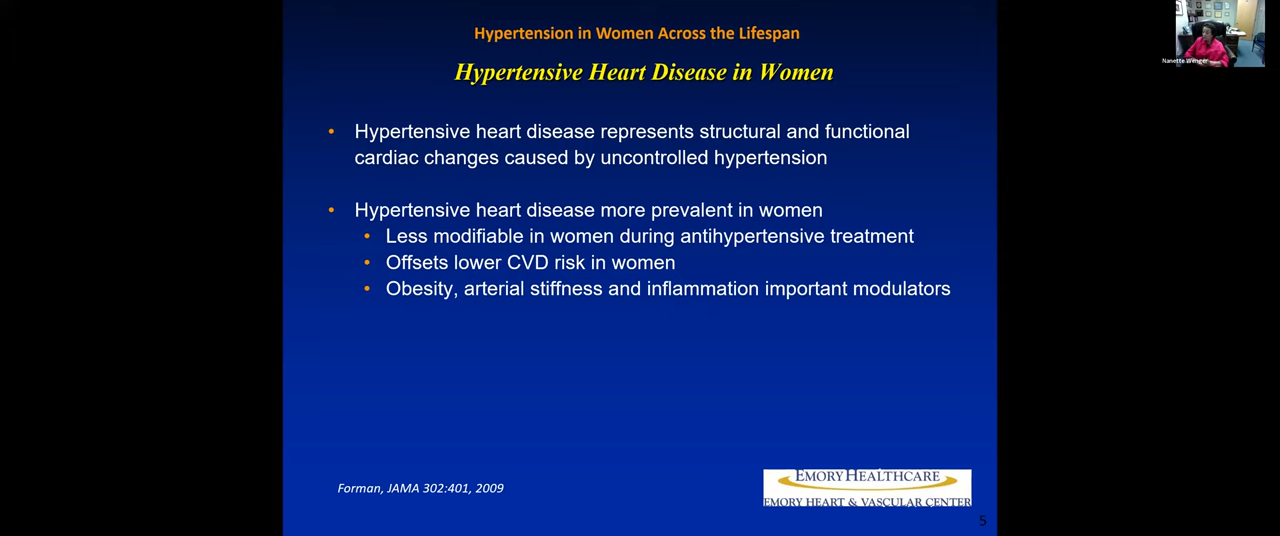 Hypertension in Women Across the Lifespan
Nanette Wenger
Hypertensive Heart Disease in Women
• Hypertensive heart disease represents structural and functional
cardiac changes caused by uncontrolled hypertension
• Hypertensive heart disease more prevalent in women
• Less modifiable in women during antihypertensive treatment
• Offsets lower CVD risk in women
• Obesity, arterial stiffness and inflammation important modulators
Forman, JAMA 302:401, 2009
EMORY HEALTHCARE
EMORY HEART & VASCULAR CENTER
5